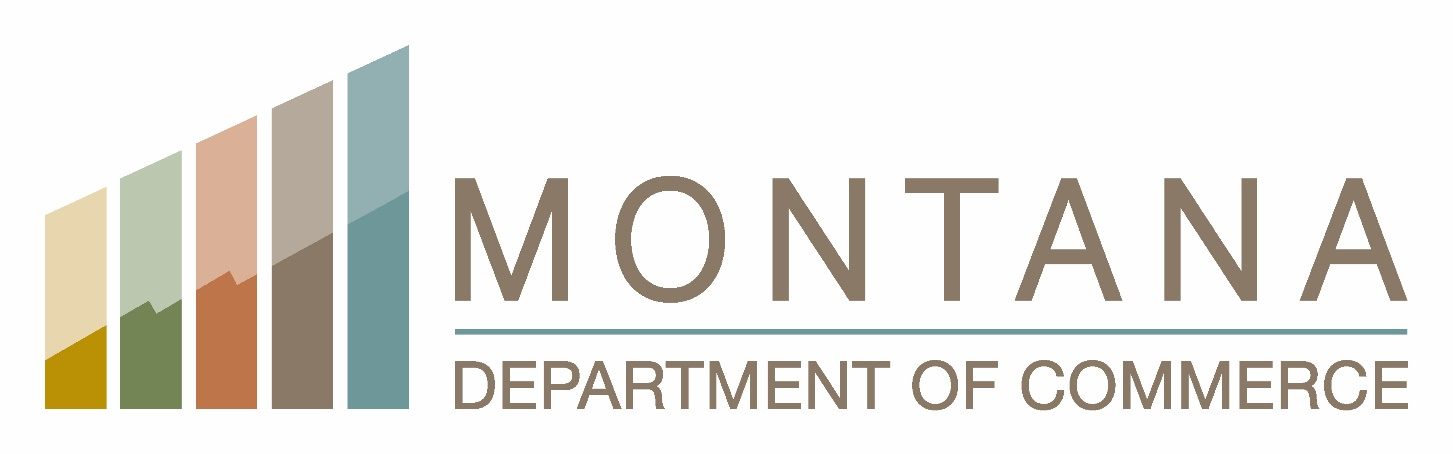 MONTANA
DEPARTMENT OF COMMERCE